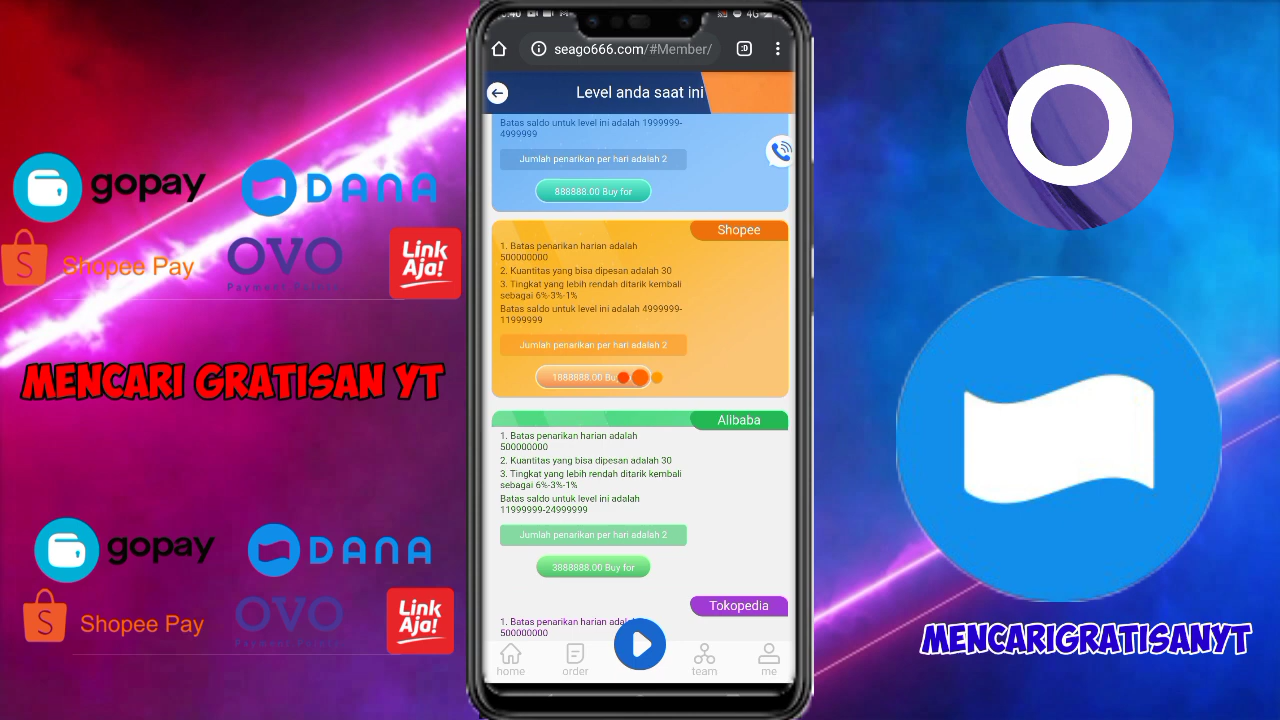 gopay
DANA
Shopee Pay
OVO
Link
Aja!
MENCARI GRATISAN YT
gopay
DANA
Shopee Pay
OVO
Link
Aja!
4G
seago666.com/#Member/
:D
Level anda saat ini
Batas saldo untuk level ini adalah 1999999-
4999999
Jumlah penarikan per hari adalah 2
888888.00 Buy for
Shopee
1. Batas penarikan harian adalah
500000000
2. Kuantitas yang bisa dipesan adalah 30
3. Tingkat yang lebih rendah ditarik kembali
sebagai 6%-3%-1%
Batas saldo untuk level ini adalah 4999999-
11999999
Jumlah penarikan per hari adalah 2
1888888.00 Bu
Alibaba
1. Batas penarikan harian adalah
500000000
2. Kuantitas yang bisa dipesan adalah 30
3. Tingkat yang lebih rendah ditarik kembali
sebagai 6%-3%-1%
Batas saldo untuk level ini adalah
11999999-24999999
Jumlah penarikan per hari adalah 2
3888888.00 Buy for
Tokopedia
1. Batas penarikan harian
500000000
home
order
team
me
MENCARIGRATISANYT